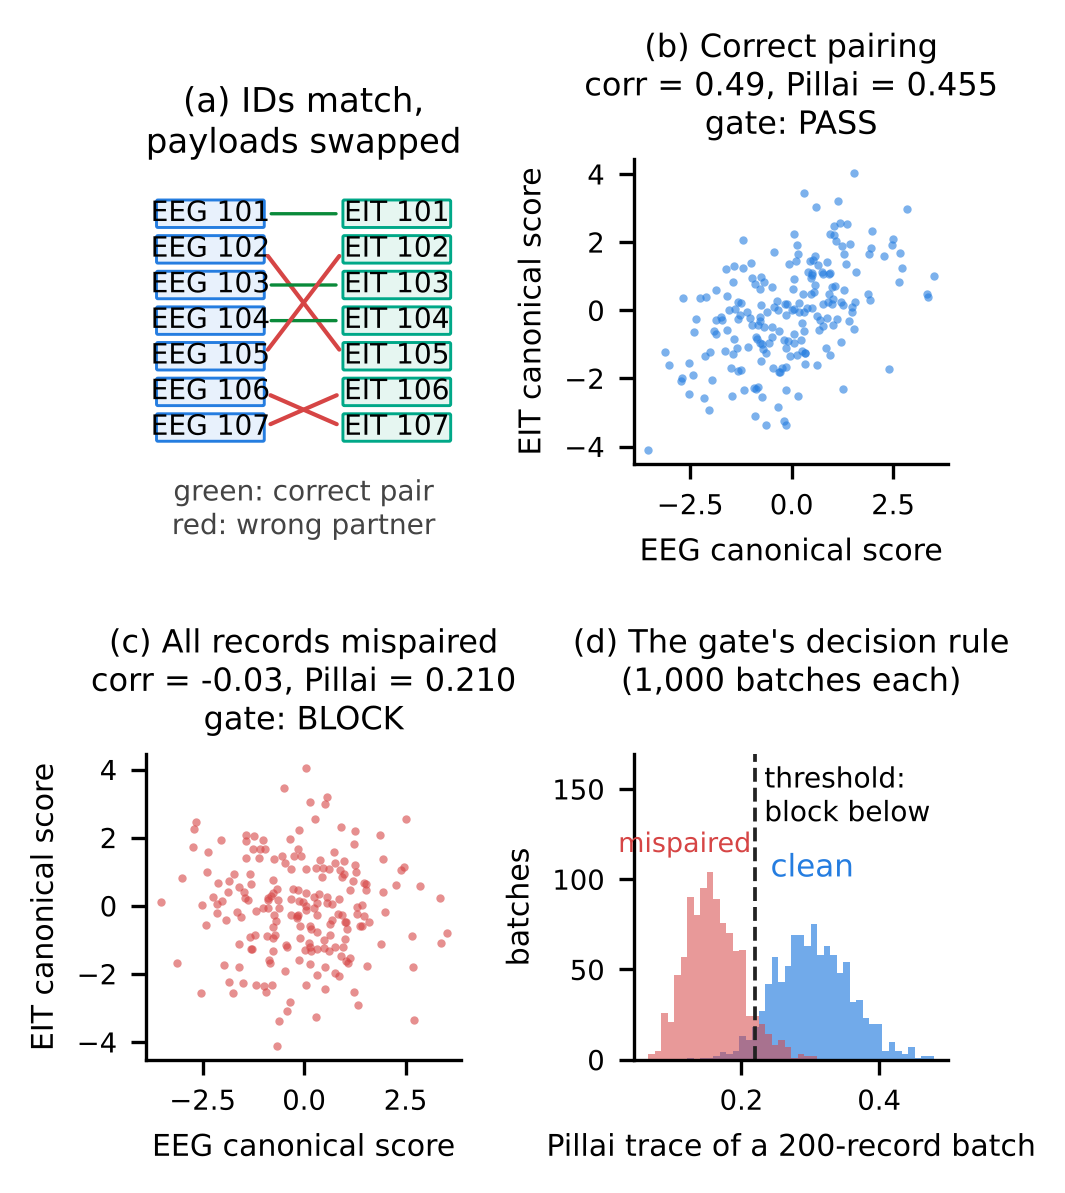 (a) IDs match,
payloads swapped
EEG 101
EIT 101
EEG 102
EIT 102
EEG 103
EIT 103
EEG 104
EIT 104
EEG 105
EIT 105
EEG 106
EIT 106
EEG 107
EIT 107
green: correct pair
red: wrong partner
(b) Correct pairing
corr = 0.49, Pillai = 0.455
gate: PASS
EIT canonical score
4
2
0
−2
−4
−2.5
0.0
2.5
EEG canonical score
(c) All records mispaired
corr = -0.03, Pillai = 0.210
gate: BLOCK
EIT canonical score
4
2
0
−2
−4
−2.5
0.0
2.5
EEG canonical score
(d) The gate's decision rule
(1,000 batches each)
batches
150
100
50
0
threshold:
block below
mispaired
clean
0.2
0.4
Pillai trace of a 200-record batch